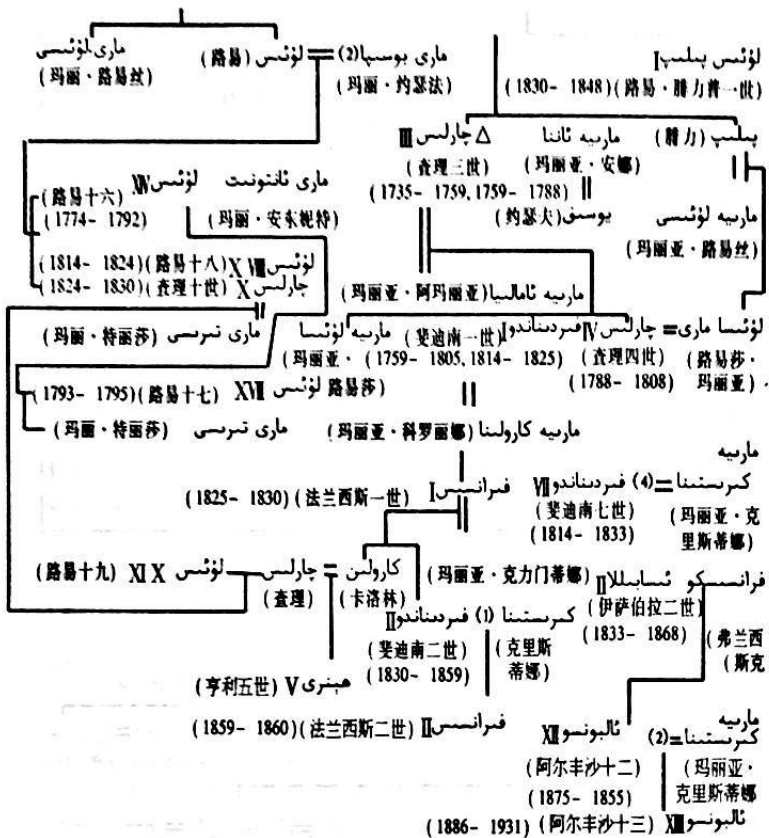 لۇئىس پىلىپ I
ماري بوسىپا (2) = لۇئىس (路易)
ماري لۇئىسى
(1830- 1848)(路易·腓力普一世)
(玛丽·约瑟法)
(玛丽·路易丝)
پىلىپ (腓力)
مارىيە ئاننا
△ چارلىس III
(玛丽亚·安娜)
(查理三世)
ماري ئانتونىت
لۇئىس XVI (路易十六)
(1735- 1759,1759- 1788)
مارىيە لۇئىسى
يوسىف (约瑟夫)
(玛丽·安东妮特)
(1774- 1792)
(玛丽亚·路易丝)
لۇئىس X VIII (路易十八)(1814- 1824)
چارلىس X (查理十世)(1824- 1830)
مارىيە ئامالىيا (玛丽亚·阿玛丽亚)
ماري تىرىسى (玛丽·特丽莎)
لۇئىسا ماري = چارلىس IV
فىردىناندو I (斐迪南一世)
مارىيە لۇئىسا
(路易莎·
(查理四世)
(1759- 1805,1814- 1825)
(玛丽亚·
玛丽亚)
(1788- 1808)
路易莎)
لۇئىس XVII (路易十七)(1793- 1795)
مارىيە كارولىنا (玛丽亚·科罗丽娜)
ماري تىرىسى (玛丽·特丽莎)
مارىيە
كىرىستىنا = (4) فىردىناندو VII
فىرانسىس I (法兰西斯一世)(1825- 1830)
(玛丽亚·克
(斐迪南七世)
里斯蒂娜)
(1814- 1833)
كارولىن = چارلىس
لۇئىس XI X (路易十九)
(玛丽亚·克力门蒂娜)
(卡洛林)
(查理)
فرانسىسكو ئىسابىللا II
(伊萨伯拉二世)
(1833- 1868)
(弗兰西
斯克)
كىرىستىنا (1) فىردىناندو II
(克里斯
(斐迪南二世)
蒂娜)
(1830- 1859)
ھېنرى V (亨利五世)
فىرانسىس II (法兰西斯二世)(1859- 1860)
مارىيە
كىرىستىنا = (2) ئالبونسو XII
(玛丽亚·
(阿尔丰沙十二)
克里斯蒂娜)
(1875- 1855)
ئالبونسو XIII (阿尔丰沙十三)(1886- 1931)